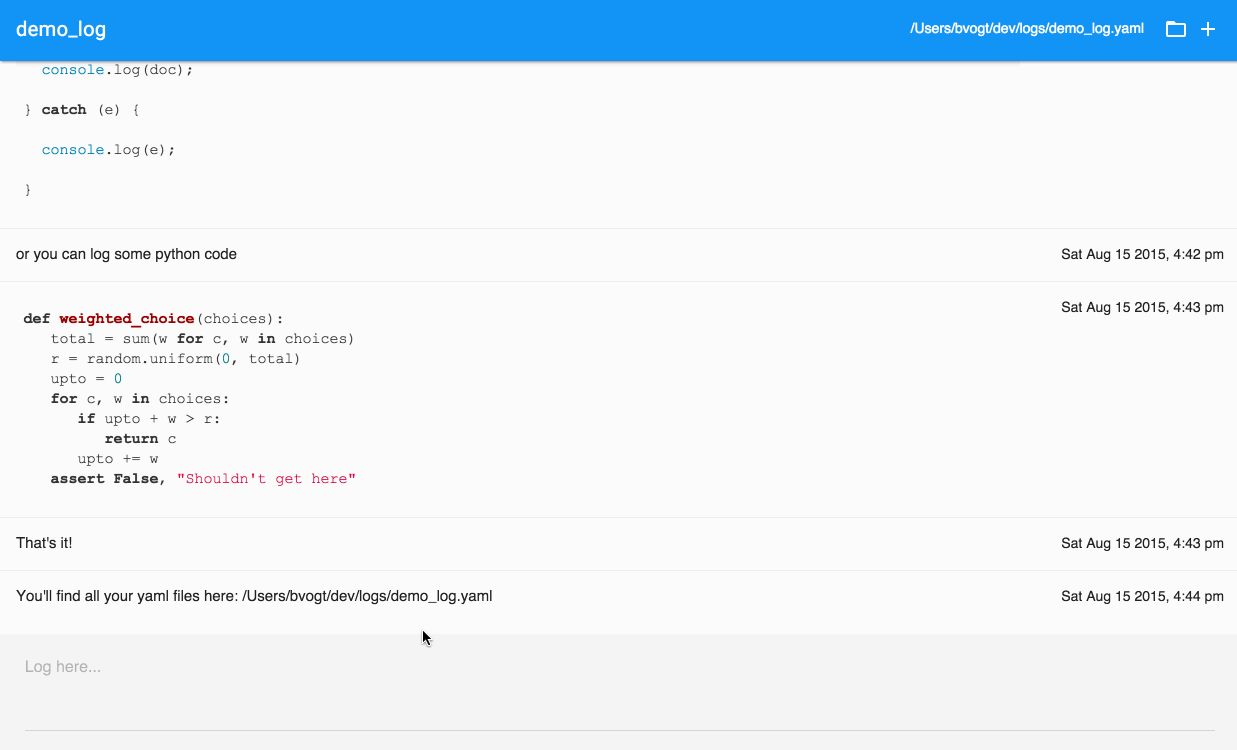 demo_log
/Users/bvogt/dev/logs/demo_log.yaml
console.log(doc);
} catch (e) {
console.log(e);
}
or you can log some python code Sat Aug 15 2015, 4:42 pm
Sat Aug 15 2015, 4:43 pm
def weighted_choice(choices):
   total = sum(w for c, w in choices)
   r = random.uniform(0, total)
   upto = 0
   for c, w in choices:
      if upto + w > r:
         return c
      upto += w
   assert False, "Shouldn't get here"
That's it! Sat Aug 15 2015, 4:43 pm
You'll find all your yaml files here: /Users/bvogt/dev/logs/demo_log.yaml Sat Aug 15 2015, 4:44 pm
Log here...